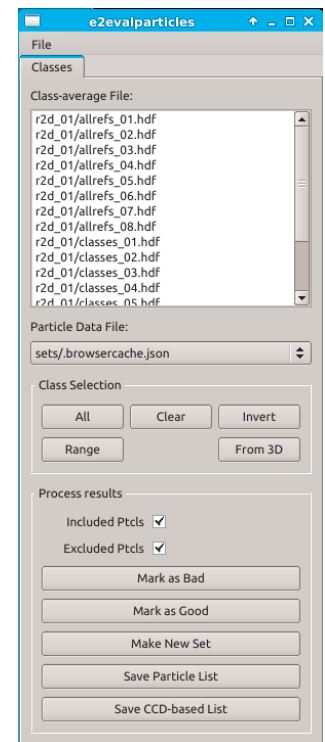 e2evalparticles
File
Classes
Class-average File:
r2d_01/allrefs_01.hdf
r2d_01/allrefs_02.hdf
r2d_01/allrefs_03.hdf
r2d_01/allrefs_04.hdf
r2d_01/allrefs_05.hdf
r2d_01/allrefs_06.hdf
r2d_01/allrefs_07.hdf
r2d_01/allrefs_08.hdf
r2d_01/classes_01.hdf
r2d_01/classes_02.hdf
r2d_01/classes_03.hdf
r2d_01/classes_04.hdf
r2d_01/classes_05.hdf
Particle Data File:
sets/.browsercache.json
Class Selection
All Clear Invert
Range From 3D
Process results
Included Ptcls
Excluded Ptcls
Mark as Bad
Mark as Good
Make New Set
Save Particle List
Save CCD-based List